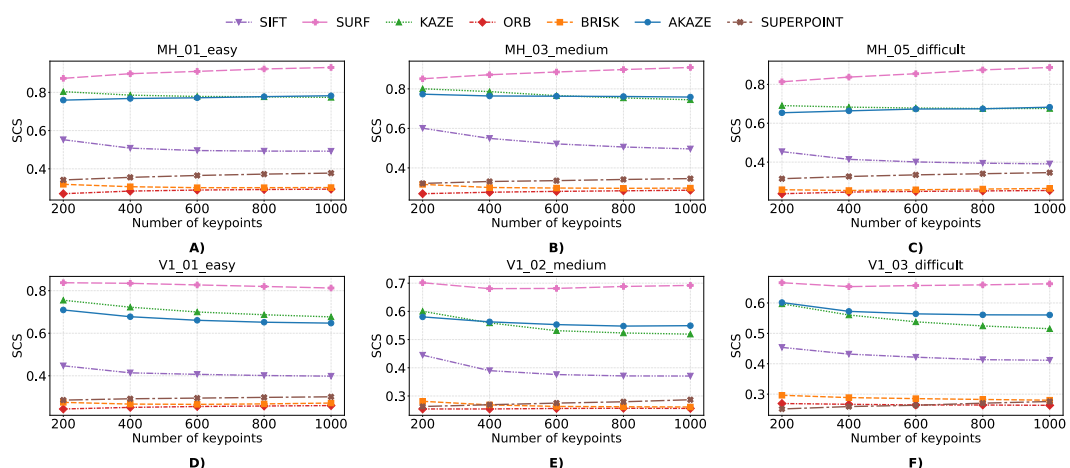 SIFT SURF KAZE ORB BRISK AKAZE SUPERPOINT
MH_01_easy MH_03_medium MH_05_difficult
SCS
0.8
0.6
0.4
200 400 600 800 1000
Number of keypoints
A)
SCS
0.8
0.6
0.4
200 400 600 800 1000
Number of keypoints
B)
SCS
0.8
0.6
0.4
200 400 600 800 1000
Number of keypoints
C)
V1_01_easy V1_02_medium V1_03_difficult
SCS
0.8
0.6
0.4
200 400 600 800 1000
Number of keypoints
D)
SCS
0.7
0.6
0.5
0.4
0.3
200 400 600 800 1000
Number of keypoints
E)
SCS
0.6
0.5
0.4
0.3
200 400 600 800 1000
Number of keypoints
F)